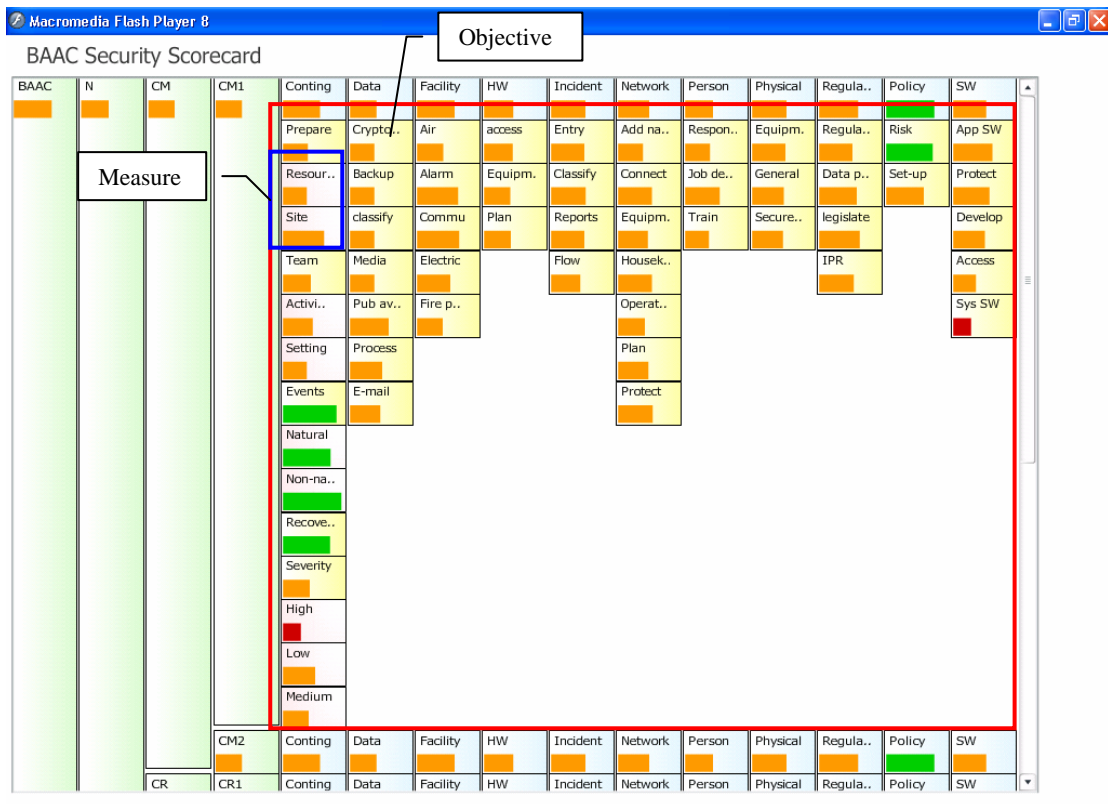 Macromedia Flash Player 8
Objective
BAAC Security Scorecard
BAAC N CM CM1 Conting Data Facility HW Incident Network Person Physical Regula.. Policy SW
Prepare Crypto.. Air access Entry Add na.. Respon.. Equipm. Regula.. Risk App SW
Measure
Resour.. Backup Alarm Equipm. Classify Connect Job de.. General Data p.. Set-up Protect
Site classify Commu Plan Reports Equipm. Train Secure.. legislate Develop
Team Media Electric Flow Housek.. IPR Access
Activi.. Pub av.. Fire p.. Operat.. Sys SW
Setting Process Plan
Events E-mail Protect
Natural
Non-na..
Recove..
Severity
High
Low
Medium
CM2 Conting Data Facility HW Incident Network Person Physical Regula.. Policy SW
CR CR1 Conting Data Facility HW Incident Network Person Physical Regula.. Policy SW